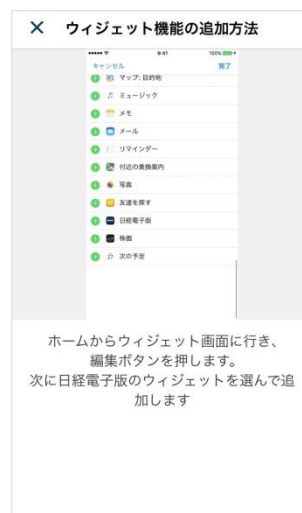 × ウィジェット機能の追加方法
9:41 100%
キャンセル 完了
マップ: 目的地
ミュージック
メモ
メール
リマインダー
付近の乗換案内
写真
友達を探す
日経電子版
株価
次の予定
ホームからウィジェット画面に行き、
編集ボタンを押します。
次に日経電子版のウィジェットを選んで追
加します